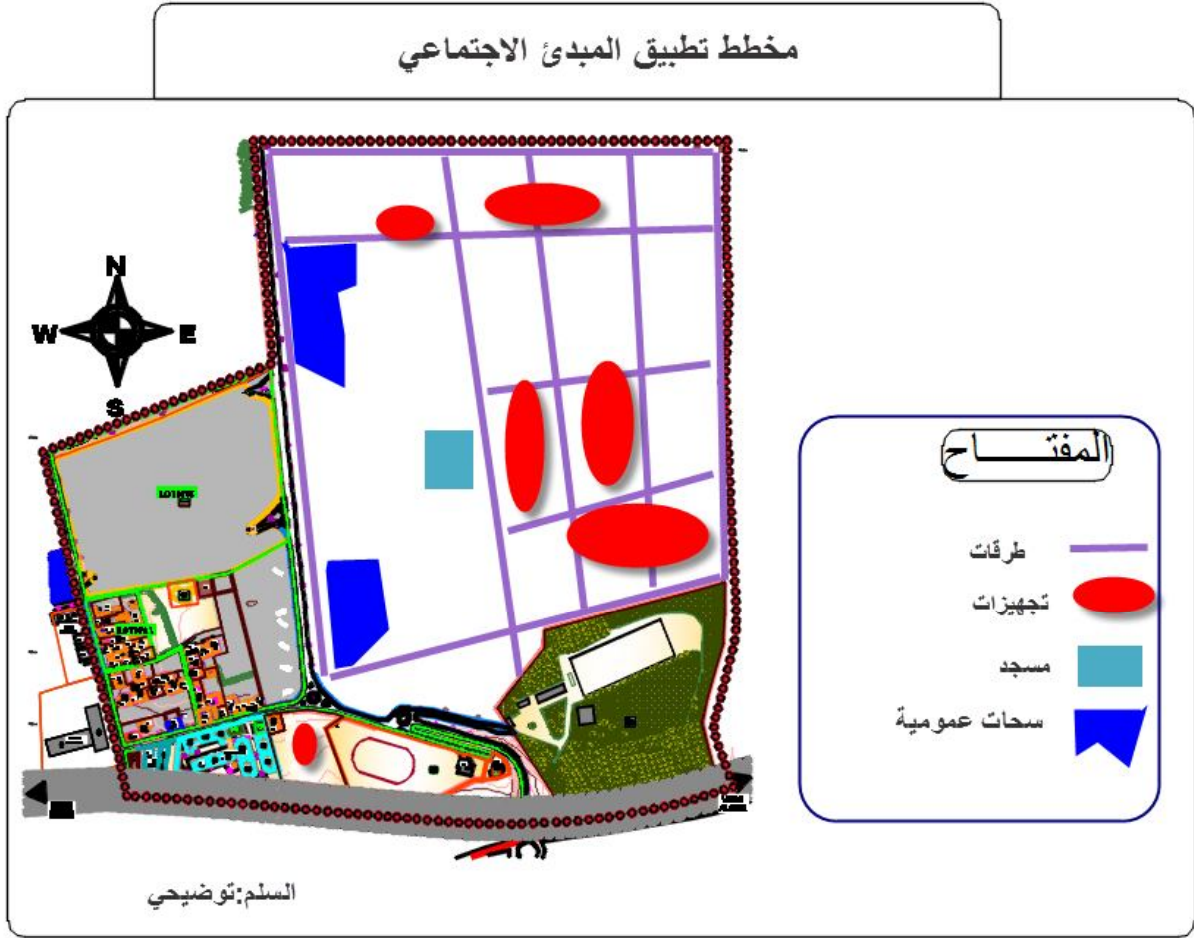 مخطط تطبيق المبدئ الاجتماعي
N
W E
S
المفتـــــاح
طرقات
تجهيزات
مسجد
سحات عمومية
السلم:توضيحي